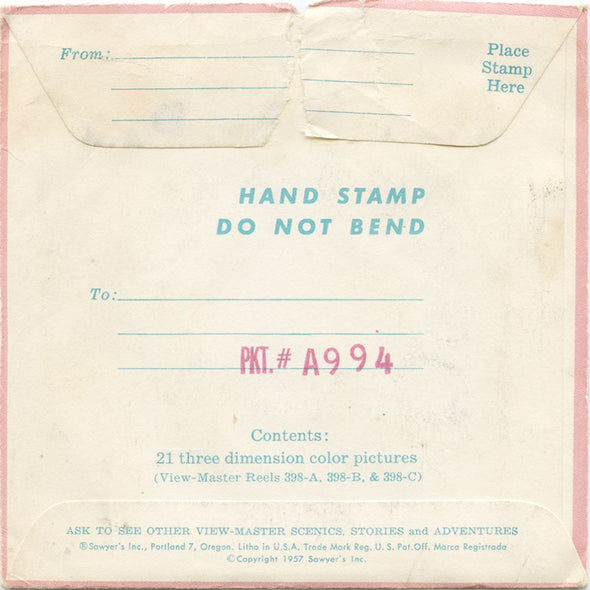 From:
Place
Stamp
Here
HAND STAMP
DO NOT BEND
To:
PKT.# A994
Contents:
21 three dimension color pictures
(View-Master Reels 398-A, 398-B, & 398-C)
ASK TO SEE OTHER VIEW-MASTER SCENICS, STORIES and ADVENTURES
®Sawyer's Inc., Portland 7, Oregon. Litho in U.S.A. Trade Mark Reg. U. S. Pat.Off. Marca Registrada
©Copyright 1957 Sawyer's Inc.